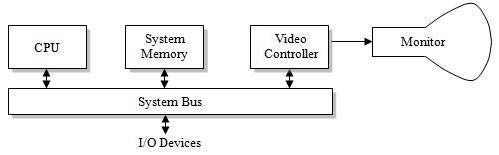 CPU
System
Memory
Video
Controller
Monitor
System Bus
I/O Devices